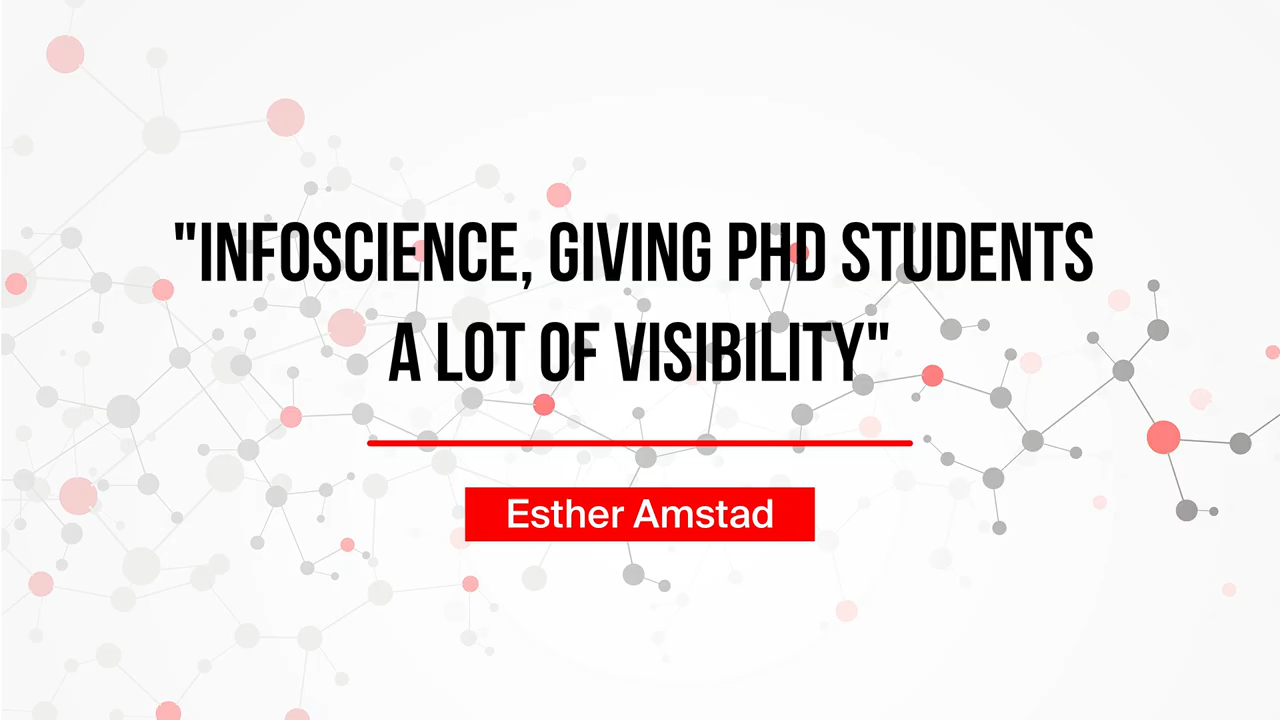 "INFOSCIENCE, GIVING PHD STUDENTS
A LOT OF VISIBILITY"
Esther Amstad